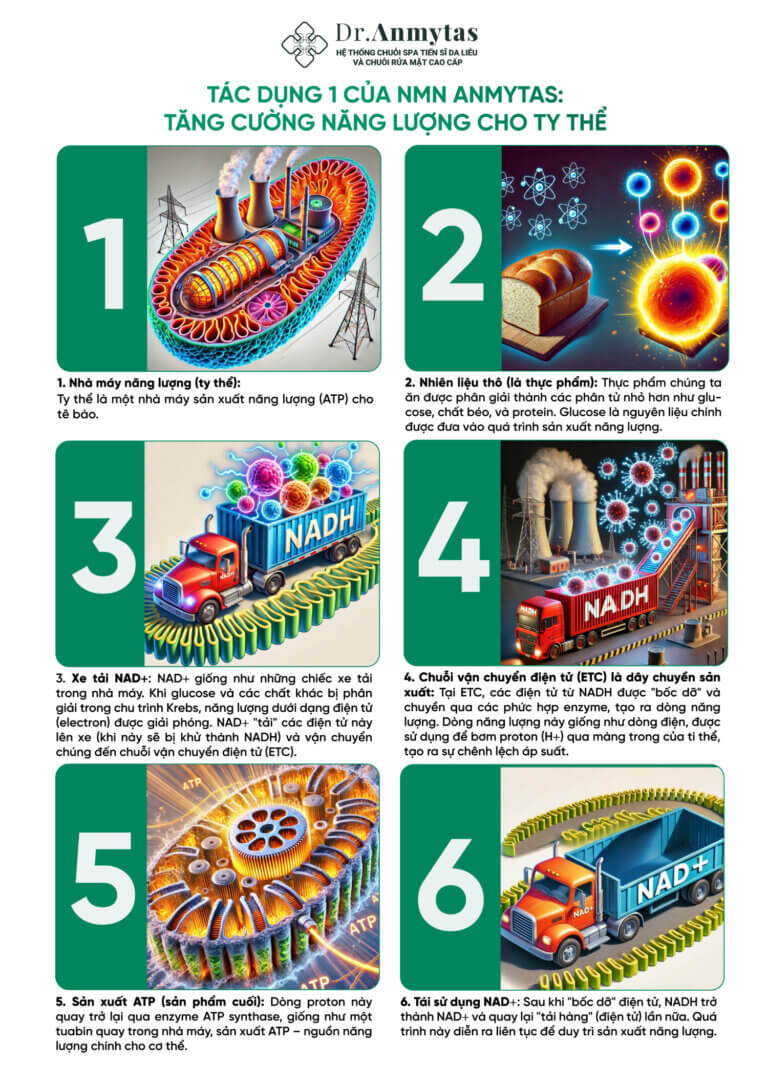 Dr.Anmytas
HỆ THỐNG CHUỖI SPA TIẾN SĨ DA LIỄU
VÀ CHUỖI RỬA MẶT CAO CẤP
TÁC DỤNG 1 CỦA NMN ANMYTAS:
TĂNG CƯỜNG NĂNG LƯỢNG CHO TY THỂ
1
2
1. Nhà máy năng lượng (ty thể):
Ty thể là một nhà máy sản xuất năng lượng (ATP) cho
tê bào.
2. Nhiên liệu thô (là thực phẩm): Thực phẩm chúng ta
ăn được phân giải thành các phân tử nhỏ hơn như glu-
cose, chất béo, và protein. Glucose là nguyên liệu chính
được đưa vào quá trình sản xuất năng lượng.
3
NADH
4
NADH
NA.DH
3. Xe tải NAD+: NAD+ giống như những chiếc xe tải
trong nhà máy. Khi glucose và các chất khác bị phân
giải trong chu trình Krebs, năng lượng dưới dạng điện tử
(electron) được giải phóng. NAD+ "tải" các điện tử này
lên xe (khi này sẽ bị khử thành NADH) và vận chuyển
chúng đến chuỗi vận chuyển điện tử (ETC).
4. Chuỗi vận chuyển điện tử (ETC) là dây chuyền sản
xuất: Tại ETC, các điện tử từ NADH được "bốc dỡ" và
chuyền qua các phức hợp enzyme, tạo ra dòng năng
lượng. Dòng năng lượng này giống như dòng điện, được
sử dụng để bơm proton (H+) qua màng trong của ti thể,
tạo ra sự chênh lệch áp suất.
5
ATP
ATP
ATP
6
NAD+
NAD+
5. Sản xuất ATP (sản phẩm cuối): Dòng proton này
quay trở lại qua enzyme ATP synthase, giống như một
tuabin quay trong nhà máy, sản xuất ATP – nguồn năng
lượng chính cho cơ thể.
6. Tái sử dụng NAD+: Sau khi "bốc dỡ" điện tử, NADH trở
thành NAD+ và quay lại "tải hàng" (điện tử) lần nữa. Quá
trình này diễn ra liên tục để duy trì sản xuất năng lượng.